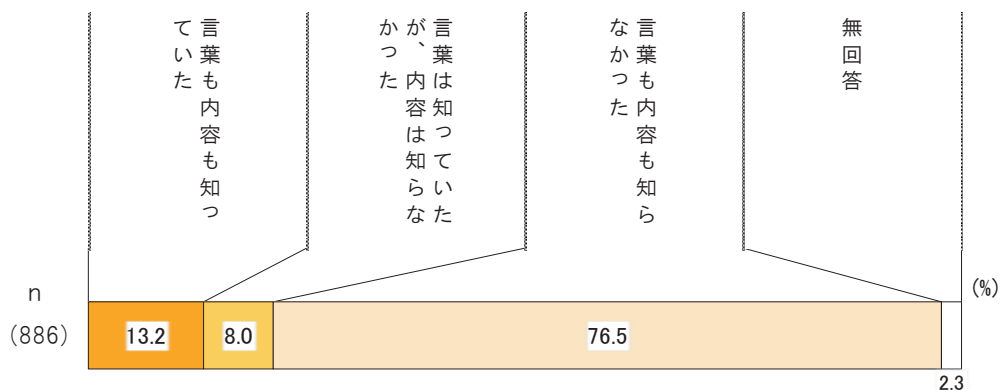 言葉も内容も知っ
ていた
言葉は知っていた
が、内容は知らな
かった
言葉も内容も知ら
なかった
無回答
n
(886)
13.2
8.0
76.5
2.3
(%)